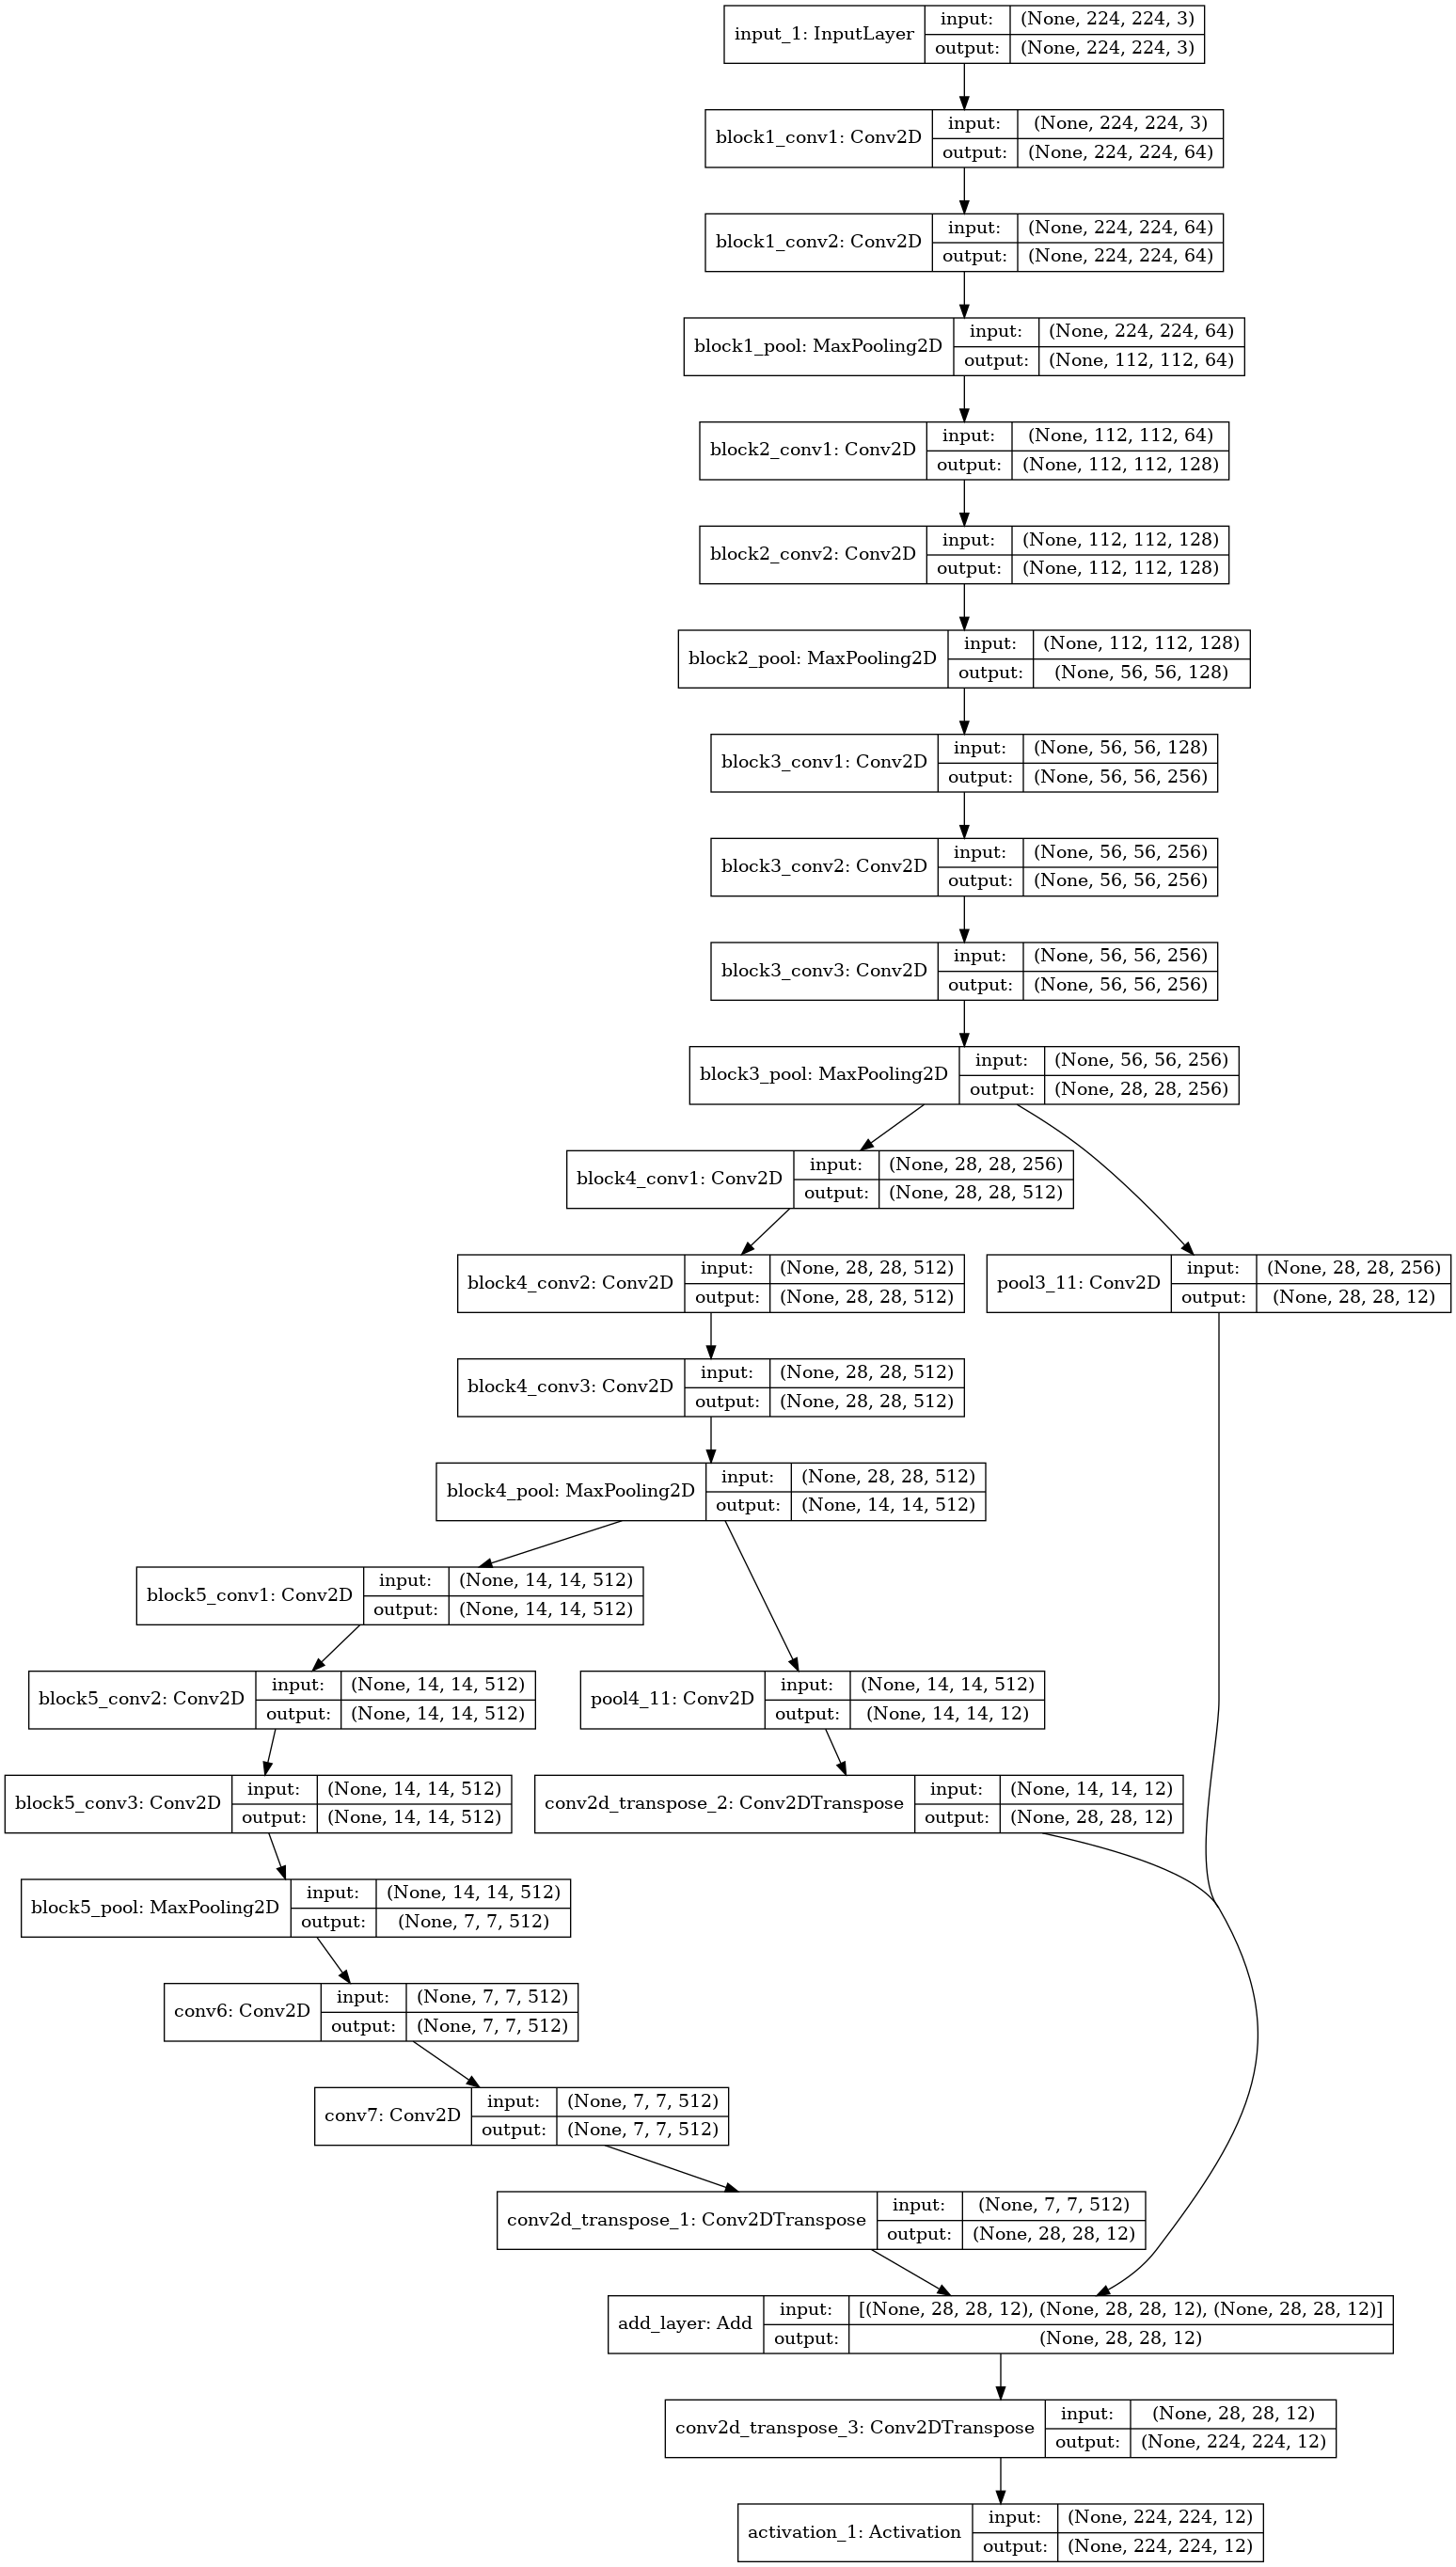 input_1: InputLayer
input: (None, 224, 224, 3)
output: (None, 224, 224, 3)
block1_conv1: Conv2D
input: (None, 224, 224, 3)
output: (None, 224, 224, 64)
block1_conv2: Conv2D
input: (None, 224, 224, 64)
output: (None, 224, 224, 64)
block1_pool: MaxPooling2D
input: (None, 224, 224, 64)
output: (None, 112, 112, 64)
block2_conv1: Conv2D
input: (None, 112, 112, 64)
output: (None, 112, 112, 128)
block2_conv2: Conv2D
input: (None, 112, 112, 128)
output: (None, 112, 112, 128)
block2_pool: MaxPooling2D
input: (None, 112, 112, 128)
output: (None, 56, 56, 128)
block3_conv1: Conv2D
input: (None, 56, 56, 128)
output: (None, 56, 56, 256)
block3_conv2: Conv2D
input: (None, 56, 56, 256)
output: (None, 56, 56, 256)
block3_conv3: Conv2D
input: (None, 56, 56, 256)
output: (None, 56, 56, 256)
block3_pool: MaxPooling2D
input: (None, 56, 56, 256)
output: (None, 28, 28, 256)
block4_conv1: Conv2D
input: (None, 28, 28, 256)
output: (None, 28, 28, 512)
block4_conv2: Conv2D
input: (None, 28, 28, 512)
output: (None, 28, 28, 512)
pool3_11: Conv2D
input: (None, 28, 28, 256)
output: (None, 28, 28, 12)
block4_conv3: Conv2D
input: (None, 28, 28, 512)
output: (None, 28, 28, 512)
block4_pool: MaxPooling2D
input: (None, 28, 28, 512)
output: (None, 14, 14, 512)
block5_conv1: Conv2D
input: (None, 14, 14, 512)
output: (None, 14, 14, 512)
block5_conv2: Conv2D
input: (None, 14, 14, 512)
output: (None, 14, 14, 512)
pool4_11: Conv2D
input: (None, 14, 14, 512)
output: (None, 14, 14, 12)
block5_conv3: Conv2D
input: (None, 14, 14, 512)
output: (None, 14, 14, 512)
conv2d_transpose_2: Conv2DTranspose
input: (None, 14, 14, 12)
output: (None, 28, 28, 12)
block5_pool: MaxPooling2D
input: (None, 14, 14, 512)
output: (None, 7, 7, 512)
conv6: Conv2D
input: (None, 7, 7, 512)
output: (None, 7, 7, 512)
conv7: Conv2D
input: (None, 7, 7, 512)
output: (None, 7, 7, 512)
conv2d_transpose_1: Conv2DTranspose
input: (None, 7, 7, 512)
output: (None, 28, 28, 12)
add_layer: Add
input: [(None, 28, 28, 12), (None, 28, 28, 12), (None, 28, 28, 12)]
output: (None, 28, 28, 12)
conv2d_transpose_3: Conv2DTranspose
input: (None, 28, 28, 12)
output: (None, 224, 224, 12)
activation_1: Activation
input: (None, 224, 224, 12)
output: (None, 224, 224, 12)